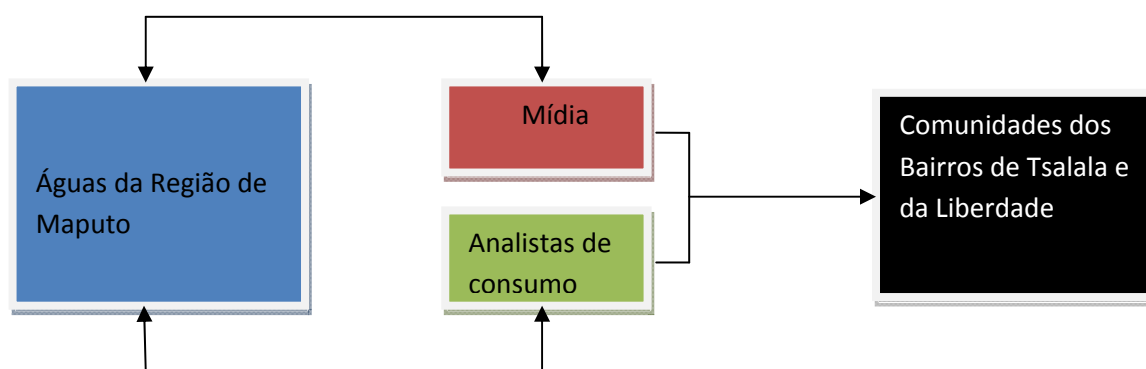 Águas da Região de
Maputo
Mídia
Analistas de
consumo
Comunidades dos
Bairros de Tsalala e
da Liberdade